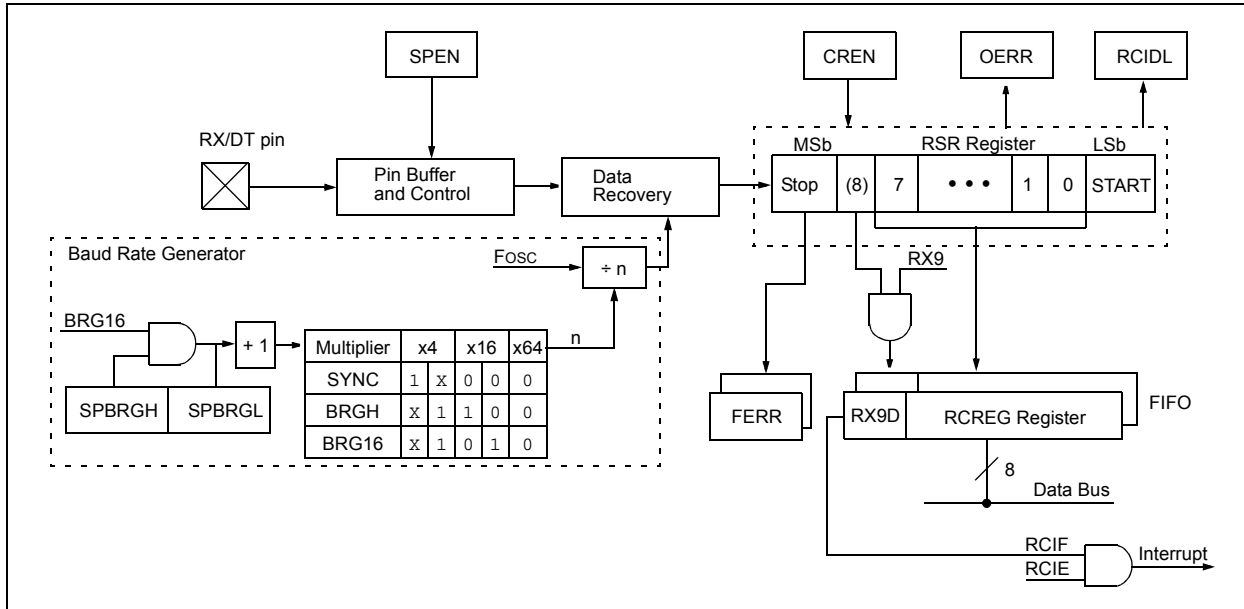 SPEN
CREN
OERR
RCIDL
RX/DT pin
Pin Buffer
and Control
Data
Recovery
MSb
RSR Register
LSb
Stop (8) 7 • • • 1 0 START
Baud Rate Generator
FOSC
÷ n
RX9
BRG16
+ 1
n
Multiplier x4 x16 x64
SYNC 1 X 0 0 0
BRGH X 1 1 0 0
BRG16 X 1 0 1 0
SPBRGH SPBRGL
FERR
RX9D RCREG Register
FIFO
8
Data Bus
RCIF
RCIE
Interrupt